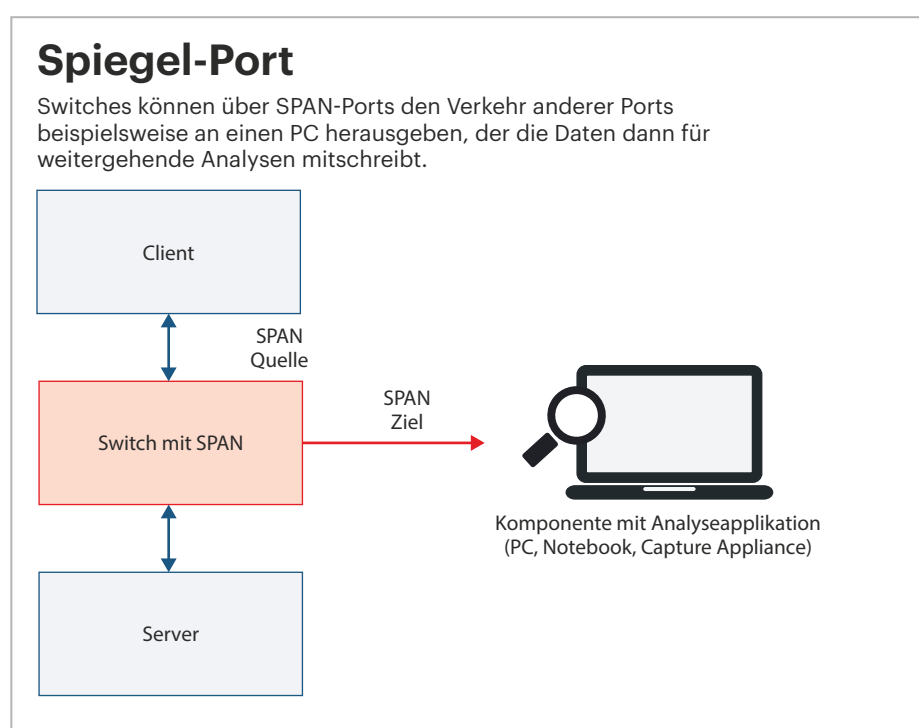 Spiegel-Port
Switches können über SPAN-Ports den Verkehr anderer Ports
beispielsweise an einen PC herausgeben, der die Daten dann für
weitergehende Analysen mitschreibt.
Client
SPAN
Quelle
Switch mit SPAN
SPAN
Ziel
Komponente mit Analyseapplikation
(PC, Notebook, Capture Appliance)
Server